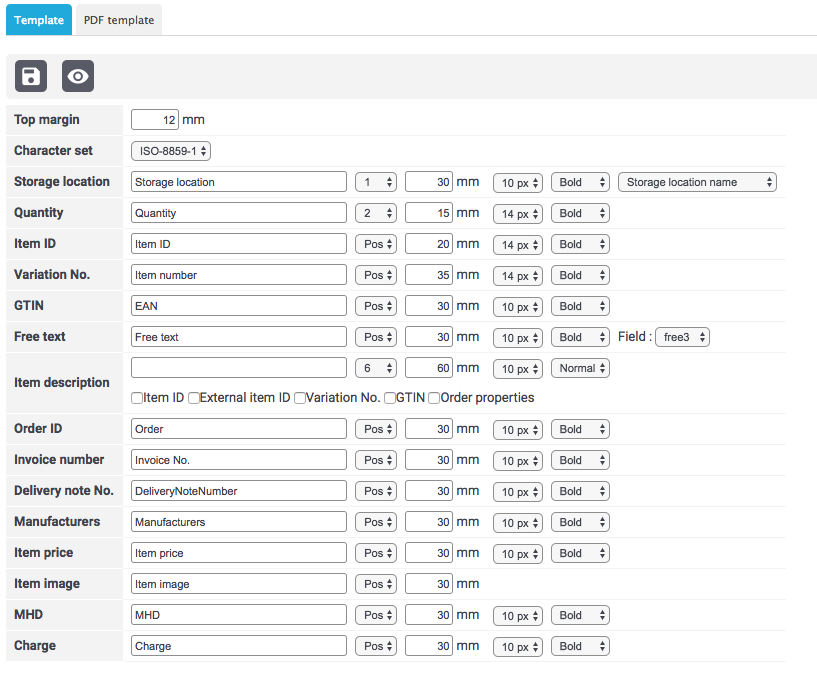 Template PDF template
Top margin 12 mm
Character set ISO-8859-1
Storage location Storage location 1 30 mm 10 px Bold Storage location name
Quantity Quantity 2 15 mm 14 px Bold
Item ID Item ID Pos 20 mm 14 px Bold
Variation No. Item number Pos 35 mm 14 px Bold
GTIN EAN Pos 30 mm 10 px Bold
Free text Free text Pos 30 mm 10 px Bold Field : free3
Item description 6 60 mm 10 px Normal
Item ID External item ID Variation No. GTIN Order properties
Order ID Order Pos 30 mm 10 px Bold
Invoice number Invoice No. Pos 30 mm 10 px Bold
Delivery note No. DeliveryNoteNumber Pos 30 mm 10 px Bold
Manufacturers Manufacturers Pos 30 mm 10 px Bold
Item price Item price Pos 30 mm 10 px Bold
Item image Item image Pos 30 mm
MHD MHD Pos 30 mm 10 px Bold
Charge Charge Pos 30 mm 10 px Bold